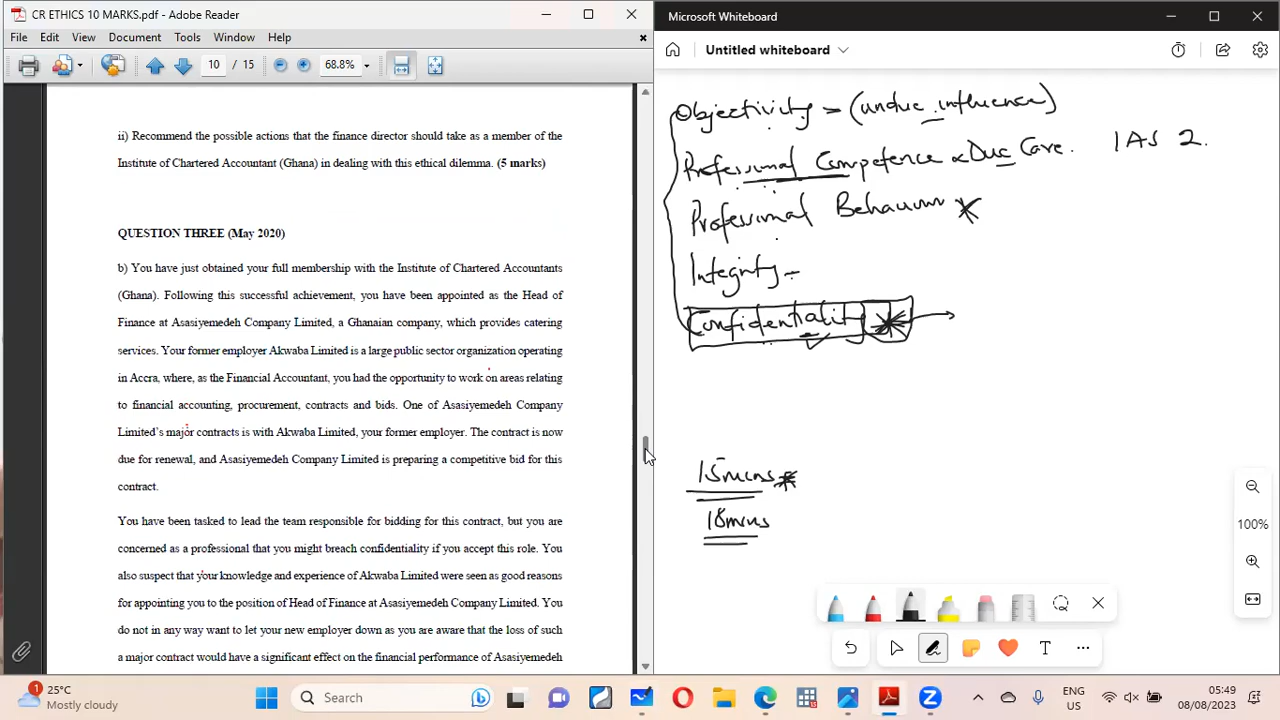 CR ETHICS 10 MARKS.pdf - Adobe Reader
File Edit View Document Tools Window Help
10 / 15 68.8%
ii) Recommend the possible actions that the finance director should take as a member of the
Institute of Chartered Accountant (Ghana) in dealing with this ethical dilemma. (5 marks)
QUESTION THREE (May 2020)
b) You have just obtained your full membership with the Institute of Chartered Accountants
(Ghana). Following this successful achievement, you have been appointed as the Head of
Finance at Asasiyemedeh Company Limited, a Ghanaian company, which provides catering
services. Your former employer Akwaba Limited is a large public sector organization operating
in Accra, where, as the Financial Accountant, you had the opportunity to work on areas relating
to financial accounting, procurement, contracts and bids. One of Asasiyemedeh Company
Limited's major contracts is with Akwaba Limited, your former employer. The contract is now
due for renewal, and Asasiyemedeh Company Limited is preparing a competitive bid for this
contract.
You have been tasked to lead the team responsible for bidding for this contract, but you are
concerned as a professional that you might breach confidentiality if you accept this role. You
also suspect that your knowledge and experience of Akwaba Limited were seen as good reasons
for appointing you to the position of Head of Finance at Asasiyemedeh Company Limited. You
do not in any way want to let your new employer down as you are aware that the loss of such
a major contract would have a significant effect on the financial performance of Asasiyemedeh
Microsoft Whiteboard
Untitled whiteboard
Objectivity - (undue influence)
Professional Competence & Due Care. IAS 2.
Professional Behaviour
Integrity -
Confidentiality
15mins
18mins
100%
T
1
25°C
Mostly cloudy
Search
ENG
US
05:49
08/08/2023